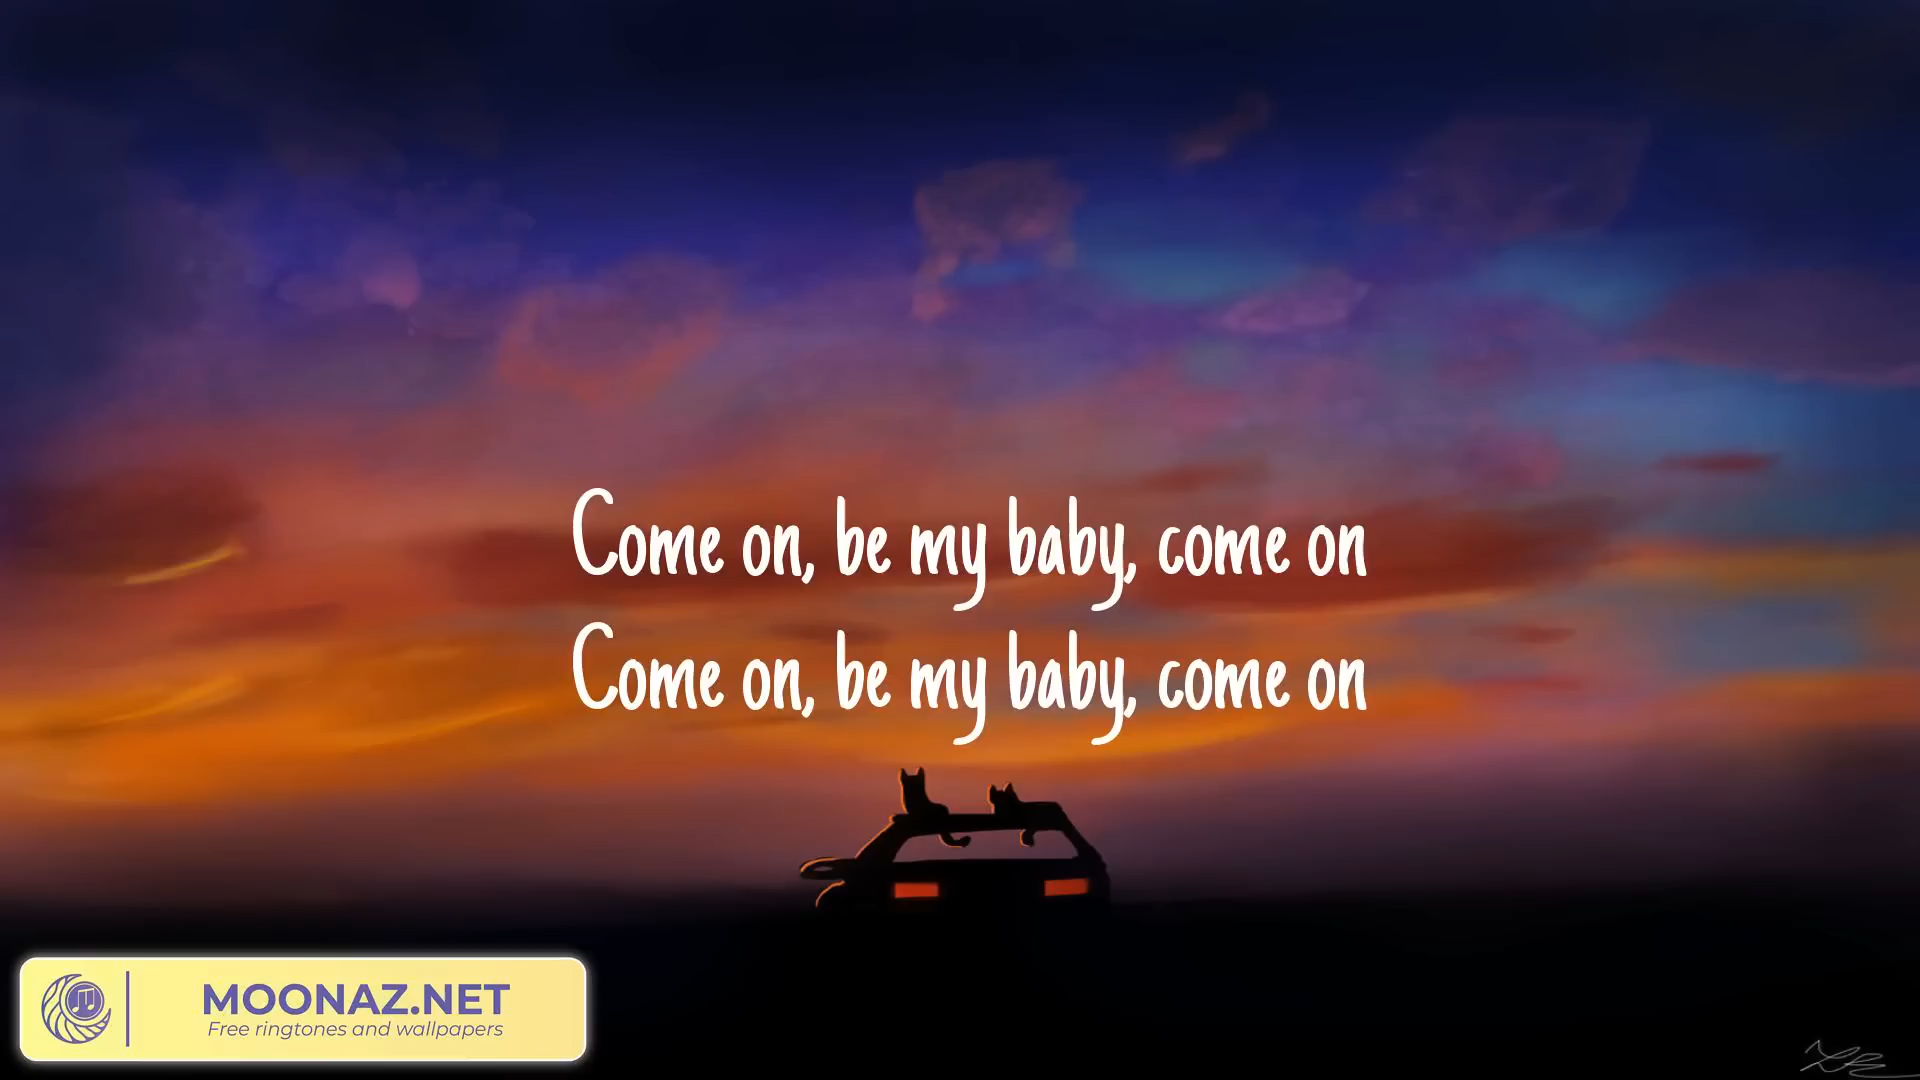 Come on, be my baby, come on
Come on, be my baby, come on
MOONAZ.NET
Free ringtones and wallpapers